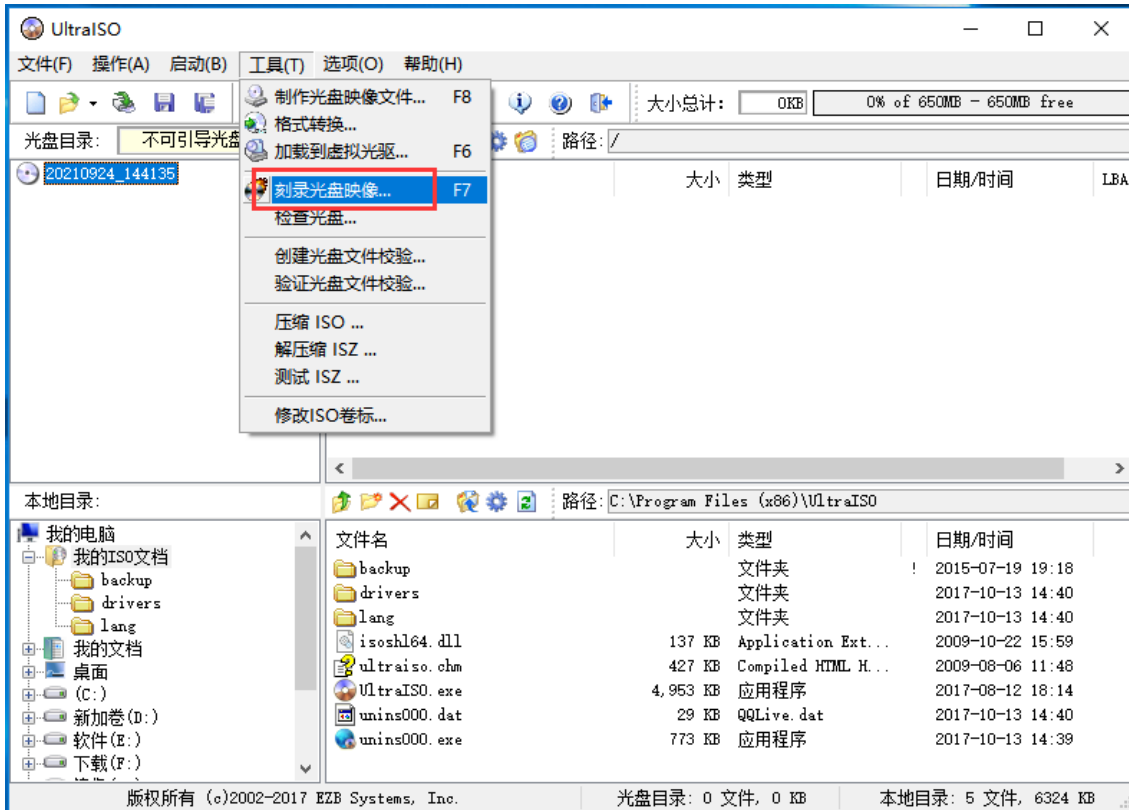 UltraISO
文件(F) 操作(A) 启动(B) 工具(T) 选项(O) 帮助(H)
大小总计: 0KB 0% of 650MB - 650MB free
光盘目录: 不可引导光盘 路径: /
20210924_144135
大小 类型 日期/时间 LBA
制作光盘映像文件... F8
格式转换...
加载到虚拟光驱... F6
刻录光盘映像... F7
检查光盘...
创建光盘文件校验...
验证光盘文件校验...
压缩 ISO ...
解压缩 ISZ ...
测试 ISZ ...
修改ISO卷标...
本地目录: 路径: C:\Program Files (x86)\UltraISO
我的电脑
我的ISO文档
backup
drivers
lang
我的文档
桌面
(C:)
新加卷(D:)
软件(E:)
下载(F:)
文件名 大小 类型 日期/时间
backup 文件夹 ! 2015-07-19 19:18
drivers 文件夹 2017-10-13 14:40
lang 文件夹 2017-10-13 14:40
isoshl64.dll 137 KB Application Ext... 2009-10-22 15:59
ultraiso.chm 427 KB Compiled HTML H... 2009-08-06 11:48
UltraISO.exe 4,953 KB 应用程序 2017-08-12 18:14
unins000.dat 29 KB QQLive.dat 2017-10-13 14:40
unins000.exe 773 KB 应用程序 2017-10-13 14:39
版权所有 (c)2002-2017 EZB Systems, Inc. 光盘目录: 0 文件, 0 KB 本地目录: 5 文件, 6324 KB